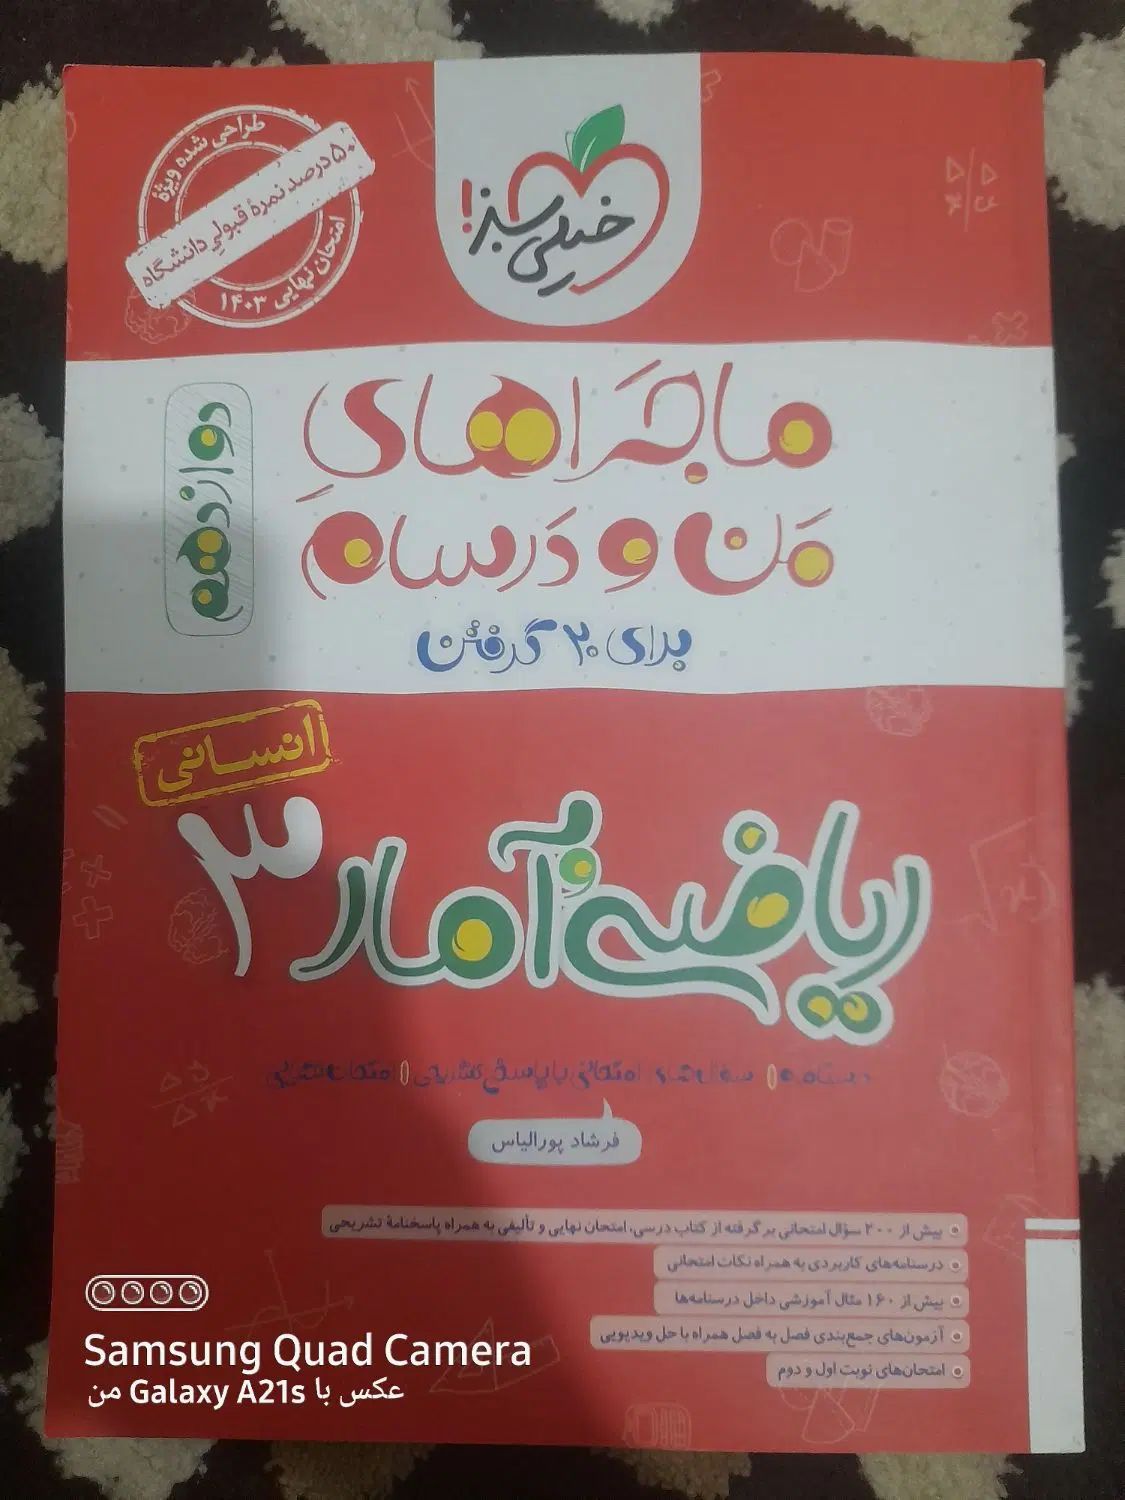 خیلی سبز!
طراحی شده ویژهٔ
۵۰ درصد نمرهٔ قبولی دانشگاه
امتحان نهایی ۱۴۰۳
ماجراهای
من و درسام
برای ۲۰ گرفتن
دوازدهم
انسانی
ریاضی و آمار ۳
درسنامه | سؤال‌های امتحانی با پاسخ تشریحی | امتحان نهایی
فرشاد پورالیاس
بیش از ۲۰۰ سؤال امتحانی برگرفته از کتاب درسی، امتحان نهایی و تألیفی به همراه پاسخنامهٔ تشریحی
درسنامه‌های کاربردی به همراه نکات امتحانی
بیش از ۱۶۰ مثال آموزشی داخل درسنامه‌ها
آزمون‌های جمع‌بندی فصل به فصل همراه با حل ویدیویی
امتحان‌های نوبت اول و دوم
Samsung Quad Camera
عکس با Galaxy A21s من